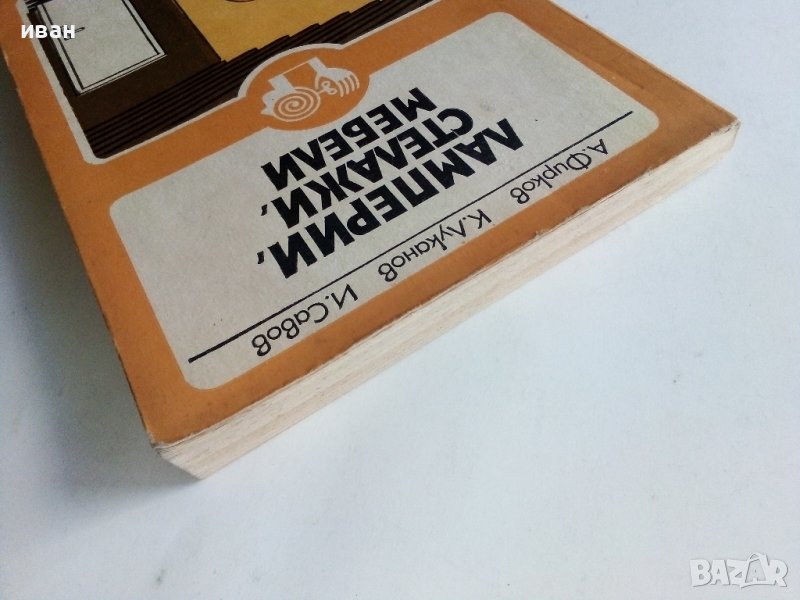 иван
А. Фирков К. Луканов И. Савов
ЛАМПЕРИИ,
СТЕЛАЖИ,
МЕБЕЛИ
BAZAR